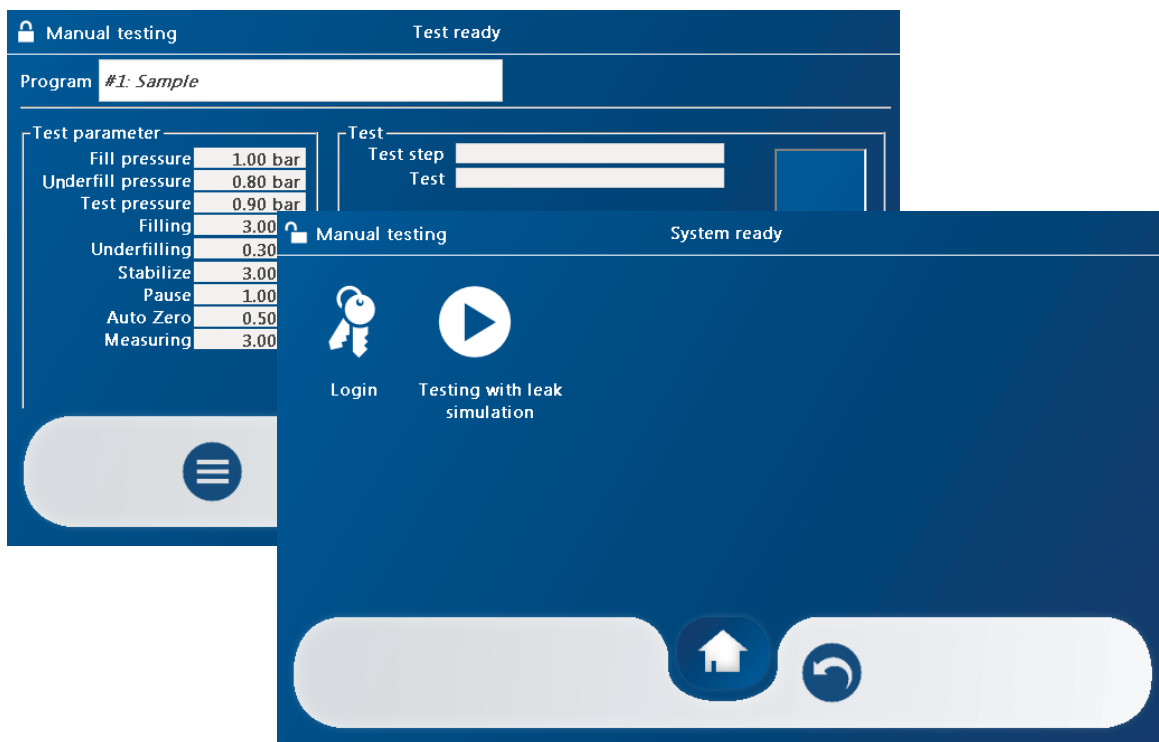 Manual testing
Test ready
Program #1: Sample
Test parameter
Fill pressure 1.00 bar
Underfill pressure 0.80 bar
Test pressure 0.90 bar
Filling 3.00
Underfilling 0.30
Stabilize 3.00
Pause 1.00
Auto Zero 0.50
Measuring 3.00
Test
Test step
Test
Manual testing
System ready
Login
Testing with leak
simulation